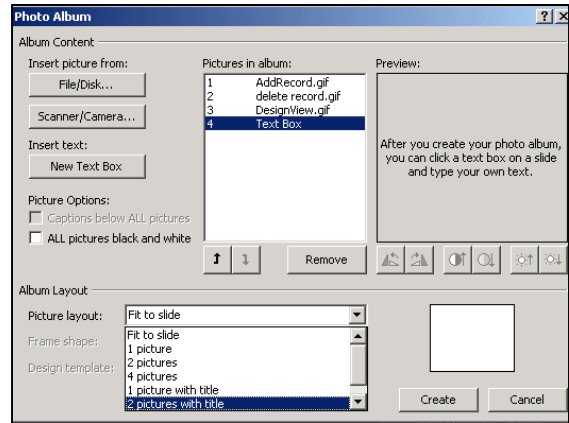 Photo Album
Album Content
Insert picture from:
File/Disk...
Scanner/Camera...
Insert text:
New Text Box
Picture Options:
Captions below ALL pictures
ALL pictures black and white
Pictures in album:
1 AddRecord.gif
2 delete record.gif
3 DesignView.gif
4 Text Box
Remove
Preview:
After you create your photo album,
you can click a text box on a slide
and type your own text.
Album Layout
Picture layout:
Fit to slide
Frame shape:
Design template:
Fit to slide
1 picture
2 pictures
4 pictures
1 picture with title
2 pictures with title
Create
Cancel